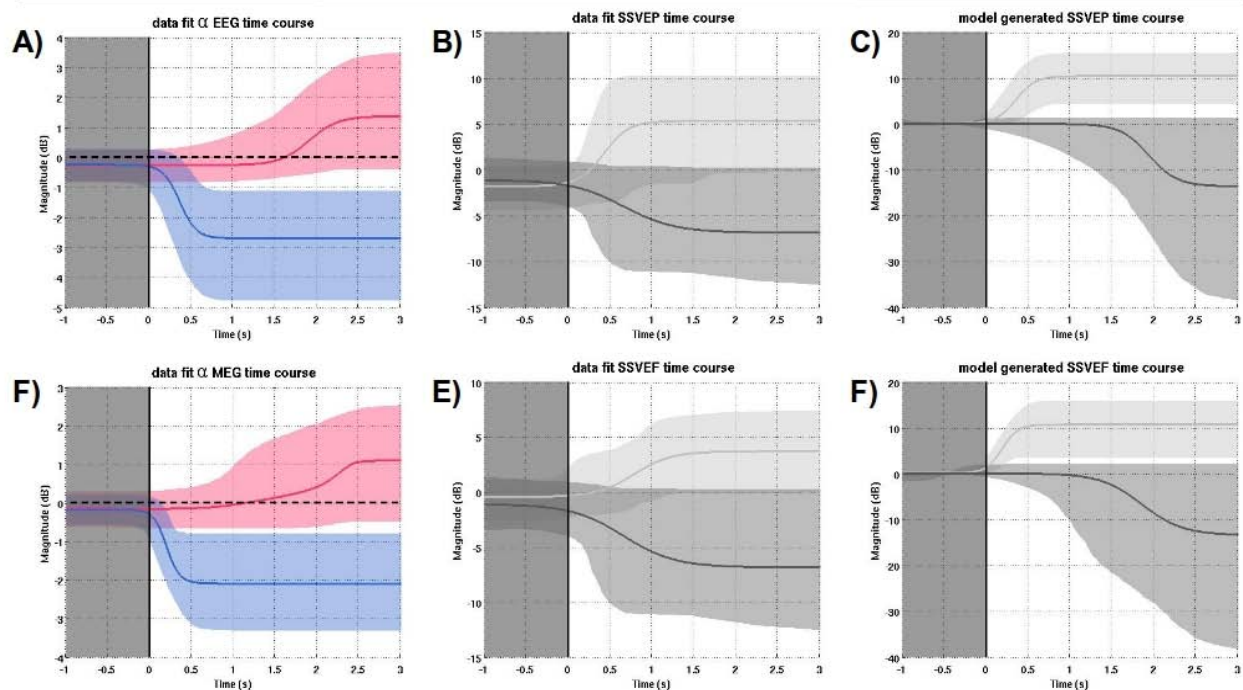 A)
data fit α EEG time course
Magnitude (dB)
4
3
2
1
0
-1
-2
-3
-4
-5
-1 -0.5 0 0.5 1 1.5 2 2.5 3
Time (s)
B)
data fit SSVEP time course
Magnitude (dB)
15
10
5
0
-5
-10
-15
-1 -0.5 0 0.5 1 1.5 2 2.5 3
Time (s)
C)
model generated SSVEP time course
Magnitude (dB)
20
10
0
-10
-20
-30
-40
-1 -0.5 0 0.5 1 1.5 2 2.5 3
Time (s)
F)
data fit α MEG time course
Magnitude (dB)
3
2
1
0
-1
-2
-3
-4
-1 -0.5 0 0.5 1 1.5 2 2.5 3
Time (s)
E)
data fit SSVEF time course
Magnitude (dB)
10
5
0
-5
-10
-15
-1 -0.5 0 0.5 1 1.5 2 2.5 3
Time (s)
F)
model generated SSVEF time course
Magnitude (dB)
20
10
0
-10
-20
-30
-40
-1 -0.5 0 0.5 1 1.5 2 2.5 3
Time (s)